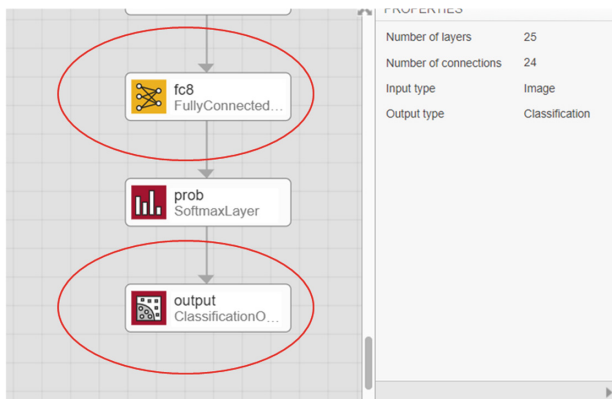 fc8
FullyConnected...
prob
SoftmaxLayer
output
ClassificationO...
PROPERTIES
Number of layers 25
Number of connections 24
Input type Image
Output type Classification